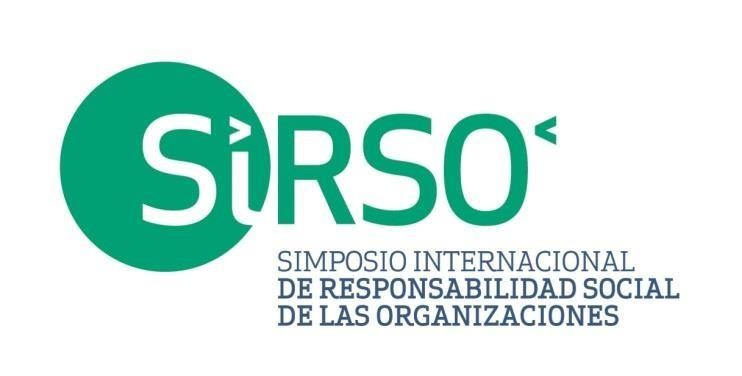 SiRSO
SIMPOSIO INTERNACIONAL
DE RESPONSABILIDAD SOCIAL
DE LAS ORGANIZACIONES